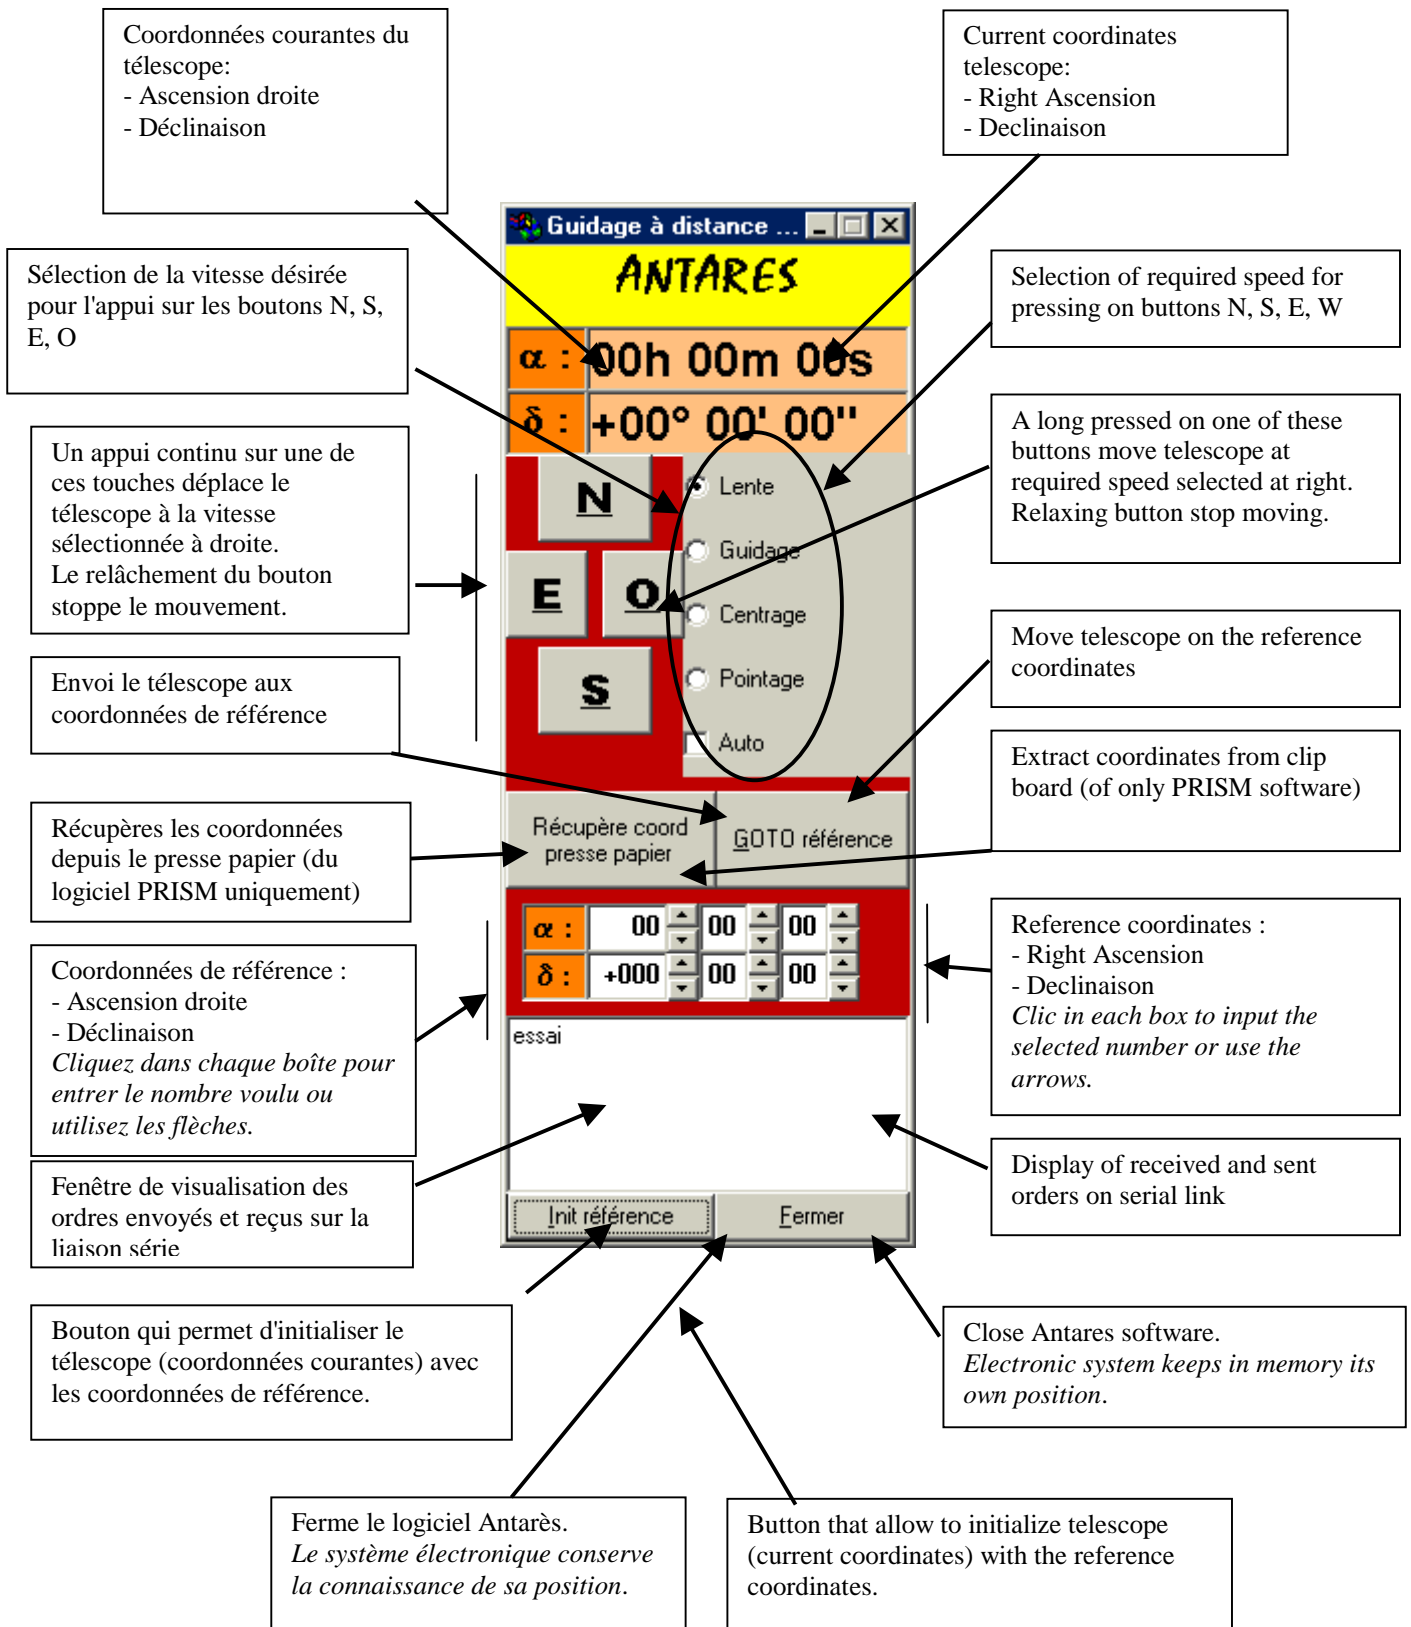 Coordonnées courantes du
télescope:
- Ascension droite
- Déclinaison
Current coordinates
telescope:
- Right Ascension
- Declinaison
Guidage à distance ...
ANTARES
Sélection de la vitesse désirée
pour l'appui sur les boutons N, S,
E, O
Selection of required speed for
pressing on buttons N, S, E, W
α : 00h 00m 00s
δ : +00° 00' 00"
Un appui continu sur une de
ces touches déplace le
télescope à la vitesse
sélectionnée à droite.
Le relâchement du bouton
stoppe le mouvement.
A long pressed on one of these
buttons move telescope at
required speed selected at right.
Relaxing button stop moving.
N
E
O
S
Lente
Guidage
Centrage
Pointage
Auto
Envoi le télescope aux
coordonnées de référence
Move telescope on the reference
coordinates
Extract coordinates from clip
board (of only PRISM software)
Récupère coord
presse papier
GOTO référence
Récupères les coordonnées
depuis le presse papier (du
logiciel PRISM uniquement)
α : 00 00 00
δ : +000 00 00
Coordonnées de référence :
- Ascension droite
- Déclinaison
Cliquez dans chaque boîte pour
entrer le nombre voulu ou
utilisez les flèches.
Reference coordinates :
- Right Ascension
- Declinaison
Clic in each box to input the
selected number or use the
arrows.
essai
Fenêtre de visualisation des
ordres envoyés et reçus sur la
liaison série
Display of received and sent
orders on serial link
Init référence
Fermer
Bouton qui permet d'initialiser le
télescope (coordonnées courantes) avec
les coordonnées de référence.
Close Antares software.
Electronic system keeps in memory its
own position.
Ferme le logiciel Antarès.
Le système électronique conserve
la connaissance de sa position.
Button that allow to initialize telescope
(current coordinates) with the reference
coordinates.